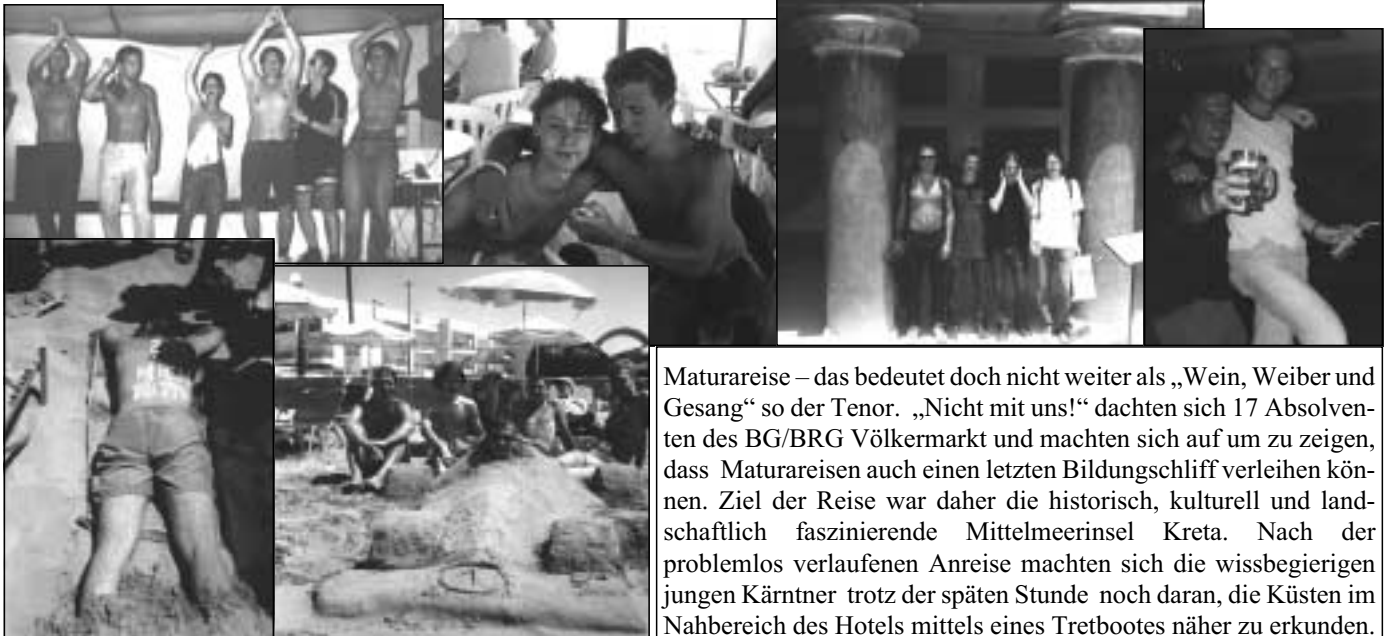 Maturareise – das bedeutet doch nicht weiter als „Wein, Weiber und
Gesang“ so der Tenor. „Nicht mit uns!“ dachten sich 17 Absolven-
ten des BG/BRG Völkermarkt und machten sich auf um zu zeigen,
dass Maturareisen auch einen letzten Bildungschliff verleihen kön-
nen. Ziel der Reise war daher die historisch, kulturell und land-
schaftlich faszinierende Mittelmeerinsel Kreta. Nach der
problemlos verlaufenen Anreise machten sich die wissbegierigen
jungen Kärntner trotz der späten Stunde noch daran, die Küsten im
Nahbereich des Hotels mittels eines Tretbootes näher zu erkunden.